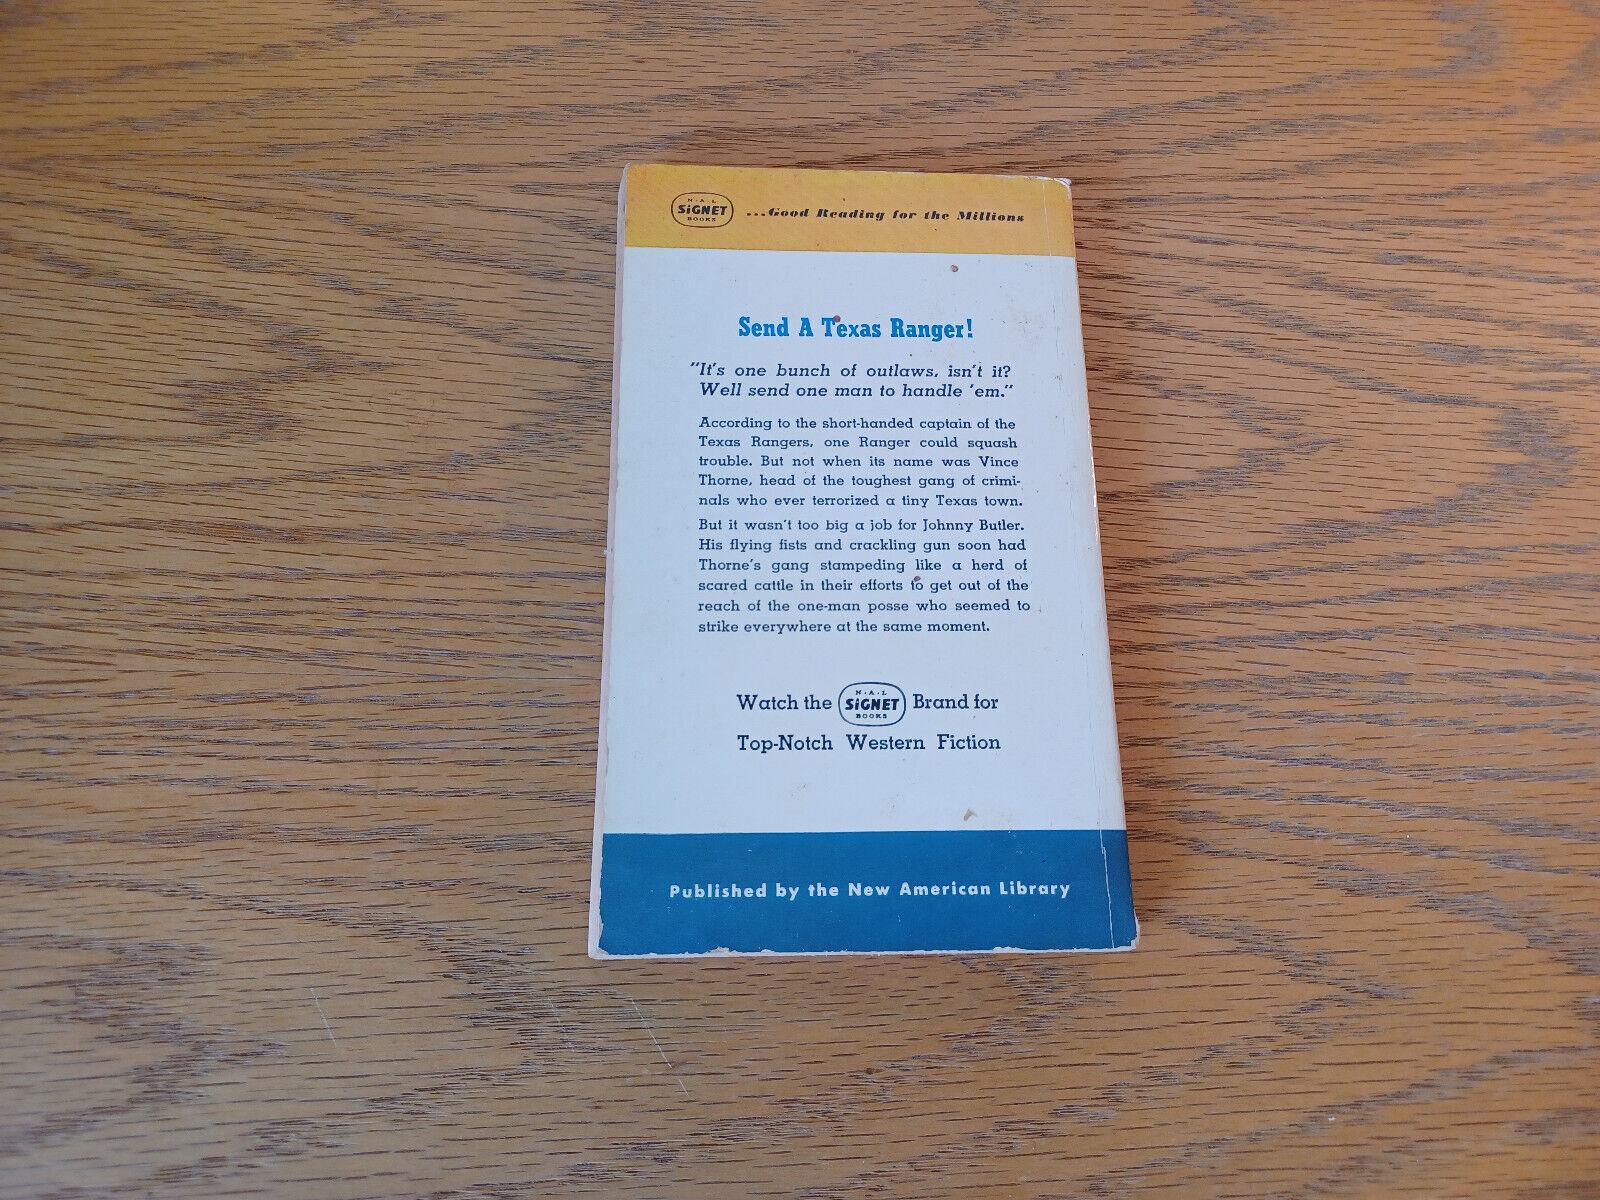 N·A·L
SiGNET
BOOKS
...Good Reading for the Millions
Send A Texas Ranger!
"It's one bunch of outlaws, isn't it?
Well send one man to handle 'em."
According to the short-handed captain of the
Texas Rangers, one Ranger could squash
trouble. But not when its name was Vince
Thorne, head of the toughest gang of crimi-
nals who ever terrorized a tiny Texas town.
But it wasn't too big a job for Johnny Butler.
His flying fists and crackling gun soon had
Thorne's gang stampeding like a herd of
scared cattle in their efforts to get out of the
reach of the one-man posse who seemed to
strike everywhere at the same moment.
Watch the N·A·L SiGNET BOOKS Brand for
Top-Notch Western Fiction
Published by the New American Library